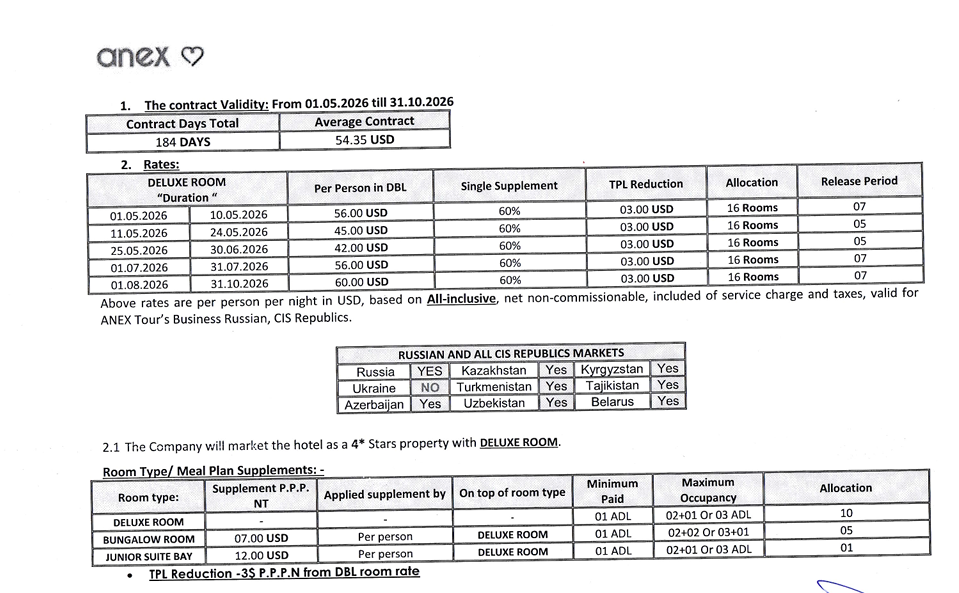 anex
1. The contract Validity: From 01.05.2026 till 31.10.2026
Contract Days Total Average Contract
184 DAYS 54.35 USD
2. Rates:
DELUXE ROOM "Duration " Per Person in DBL Single Supplement TPL Reduction Allocation Release Period
01.05.2026 10.05.2026 56.00 USD 60% 03.00 USD 16 Rooms 07
11.05.2026 24.05.2026 45.00 USD 60% 03.00 USD 16 Rooms 05
25.05.2026 30.06.2026 42.00 USD 60% 03.00 USD 16 Rooms 05
01.07.2026 31.07.2026 56.00 USD 60% 03.00 USD 16 Rooms 07
01.08.2026 31.10.2026 60.00 USD 60% 03.00 USD 16 Rooms 07
Above rates are per person per night in USD, based on All-inclusive, net non-commissionable, included of service charge and taxes, valid for
ANEX Tour's Business Russian, CIS Republics.
RUSSIAN AND ALL CIS REPUBLICS MARKETS
Russia YES Kazakhstan Yes Kyrgyzstan Yes
Ukraine NO Turkmenistan Yes Tajikistan Yes
Azerbaijan Yes Uzbekistan Yes Belarus Yes
2.1 The Company will market the hotel as a 4* Stars property with DELUXE ROOM.
Room Type/ Meal Plan Supplements: -
Room type: Supplement P.P.P. NT Applied supplement by On top of room type Minimum Paid Maximum Occupancy Allocation
DELUXE ROOM - - - 01 ADL 02+01 Or 03 ADL 10
BUNGALOW ROOM 07.00 USD Per person DELUXE ROOM 01 ADL 02+02 Or 03+01 05
JUNIOR SUITE BAY 12.00 USD Per person DELUXE ROOM 01 ADL 02+01 Or 03 ADL 01
• TPL Reduction -3$ P.P.P.N from DBL room rate